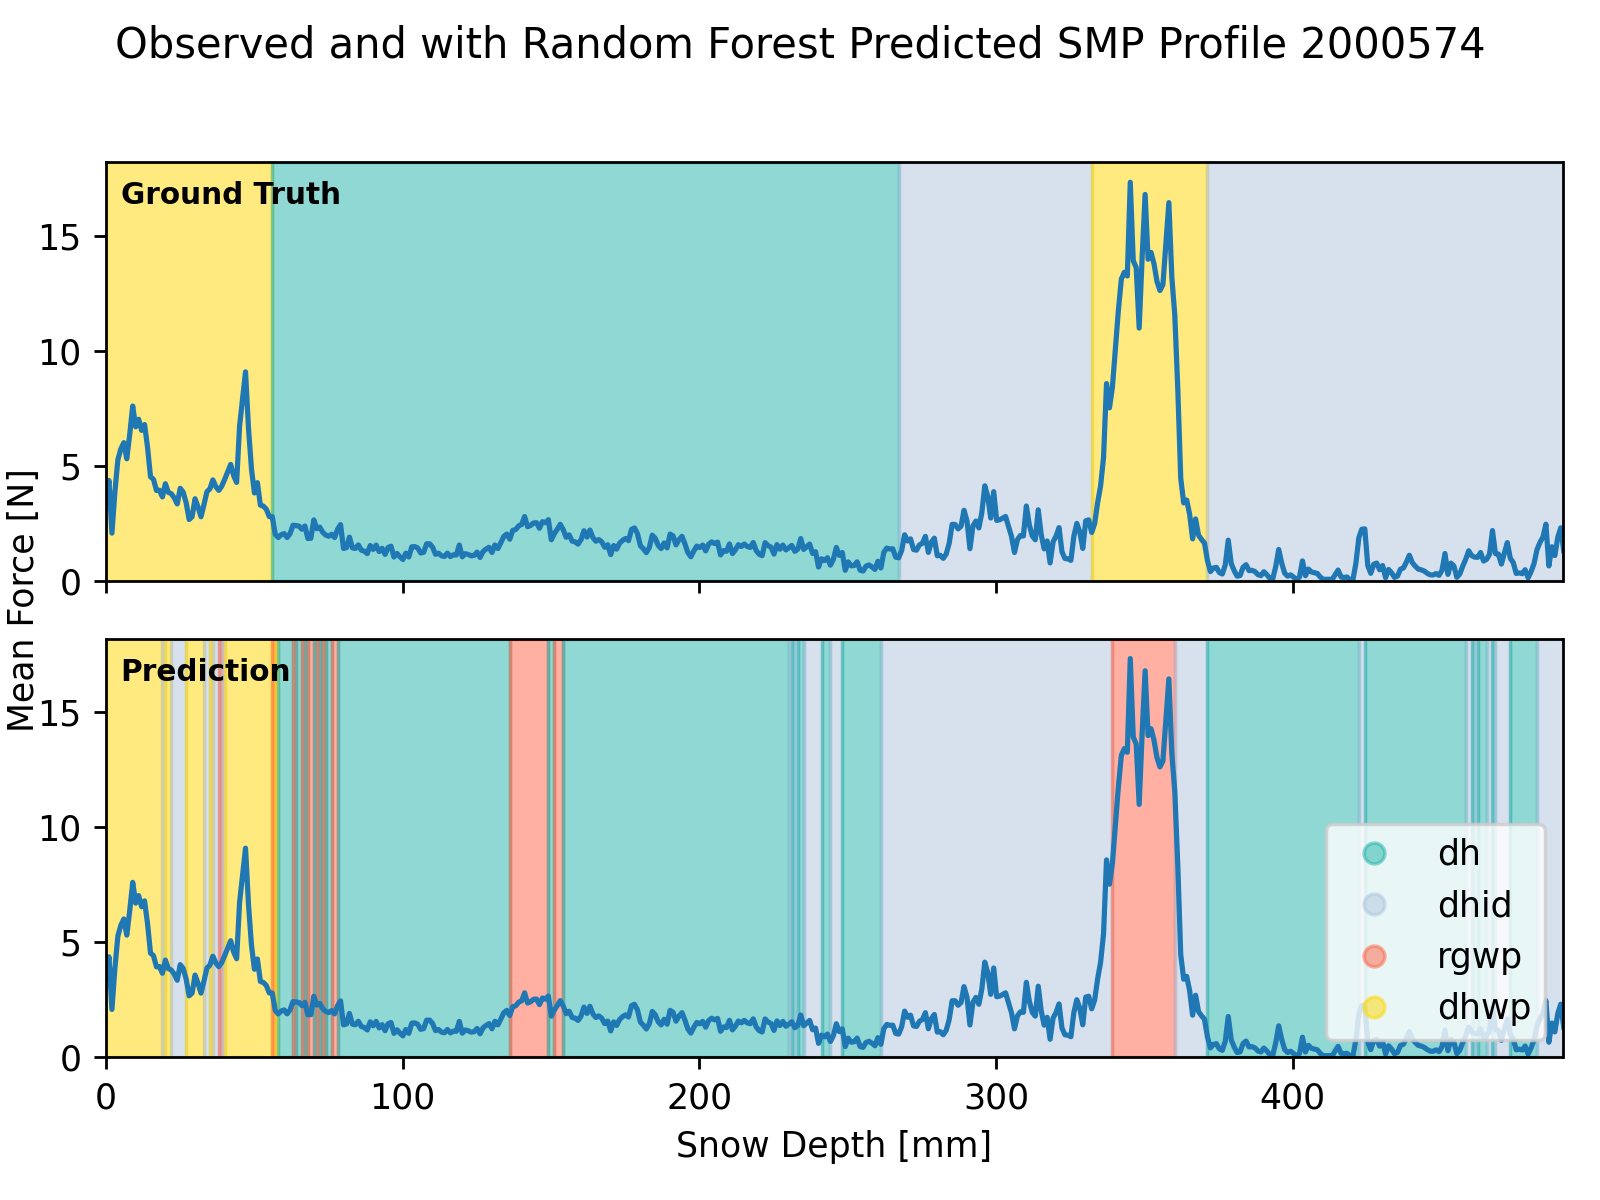 Observed and with Random Forest Predicted SMP Profile 2000574
Ground Truth
15
10
5
0
Mean Force [N]
Prediction
15
10
5
0
dh
dhid
rgwp
dhwp
0 100 200 300 400
Snow Depth [mm]